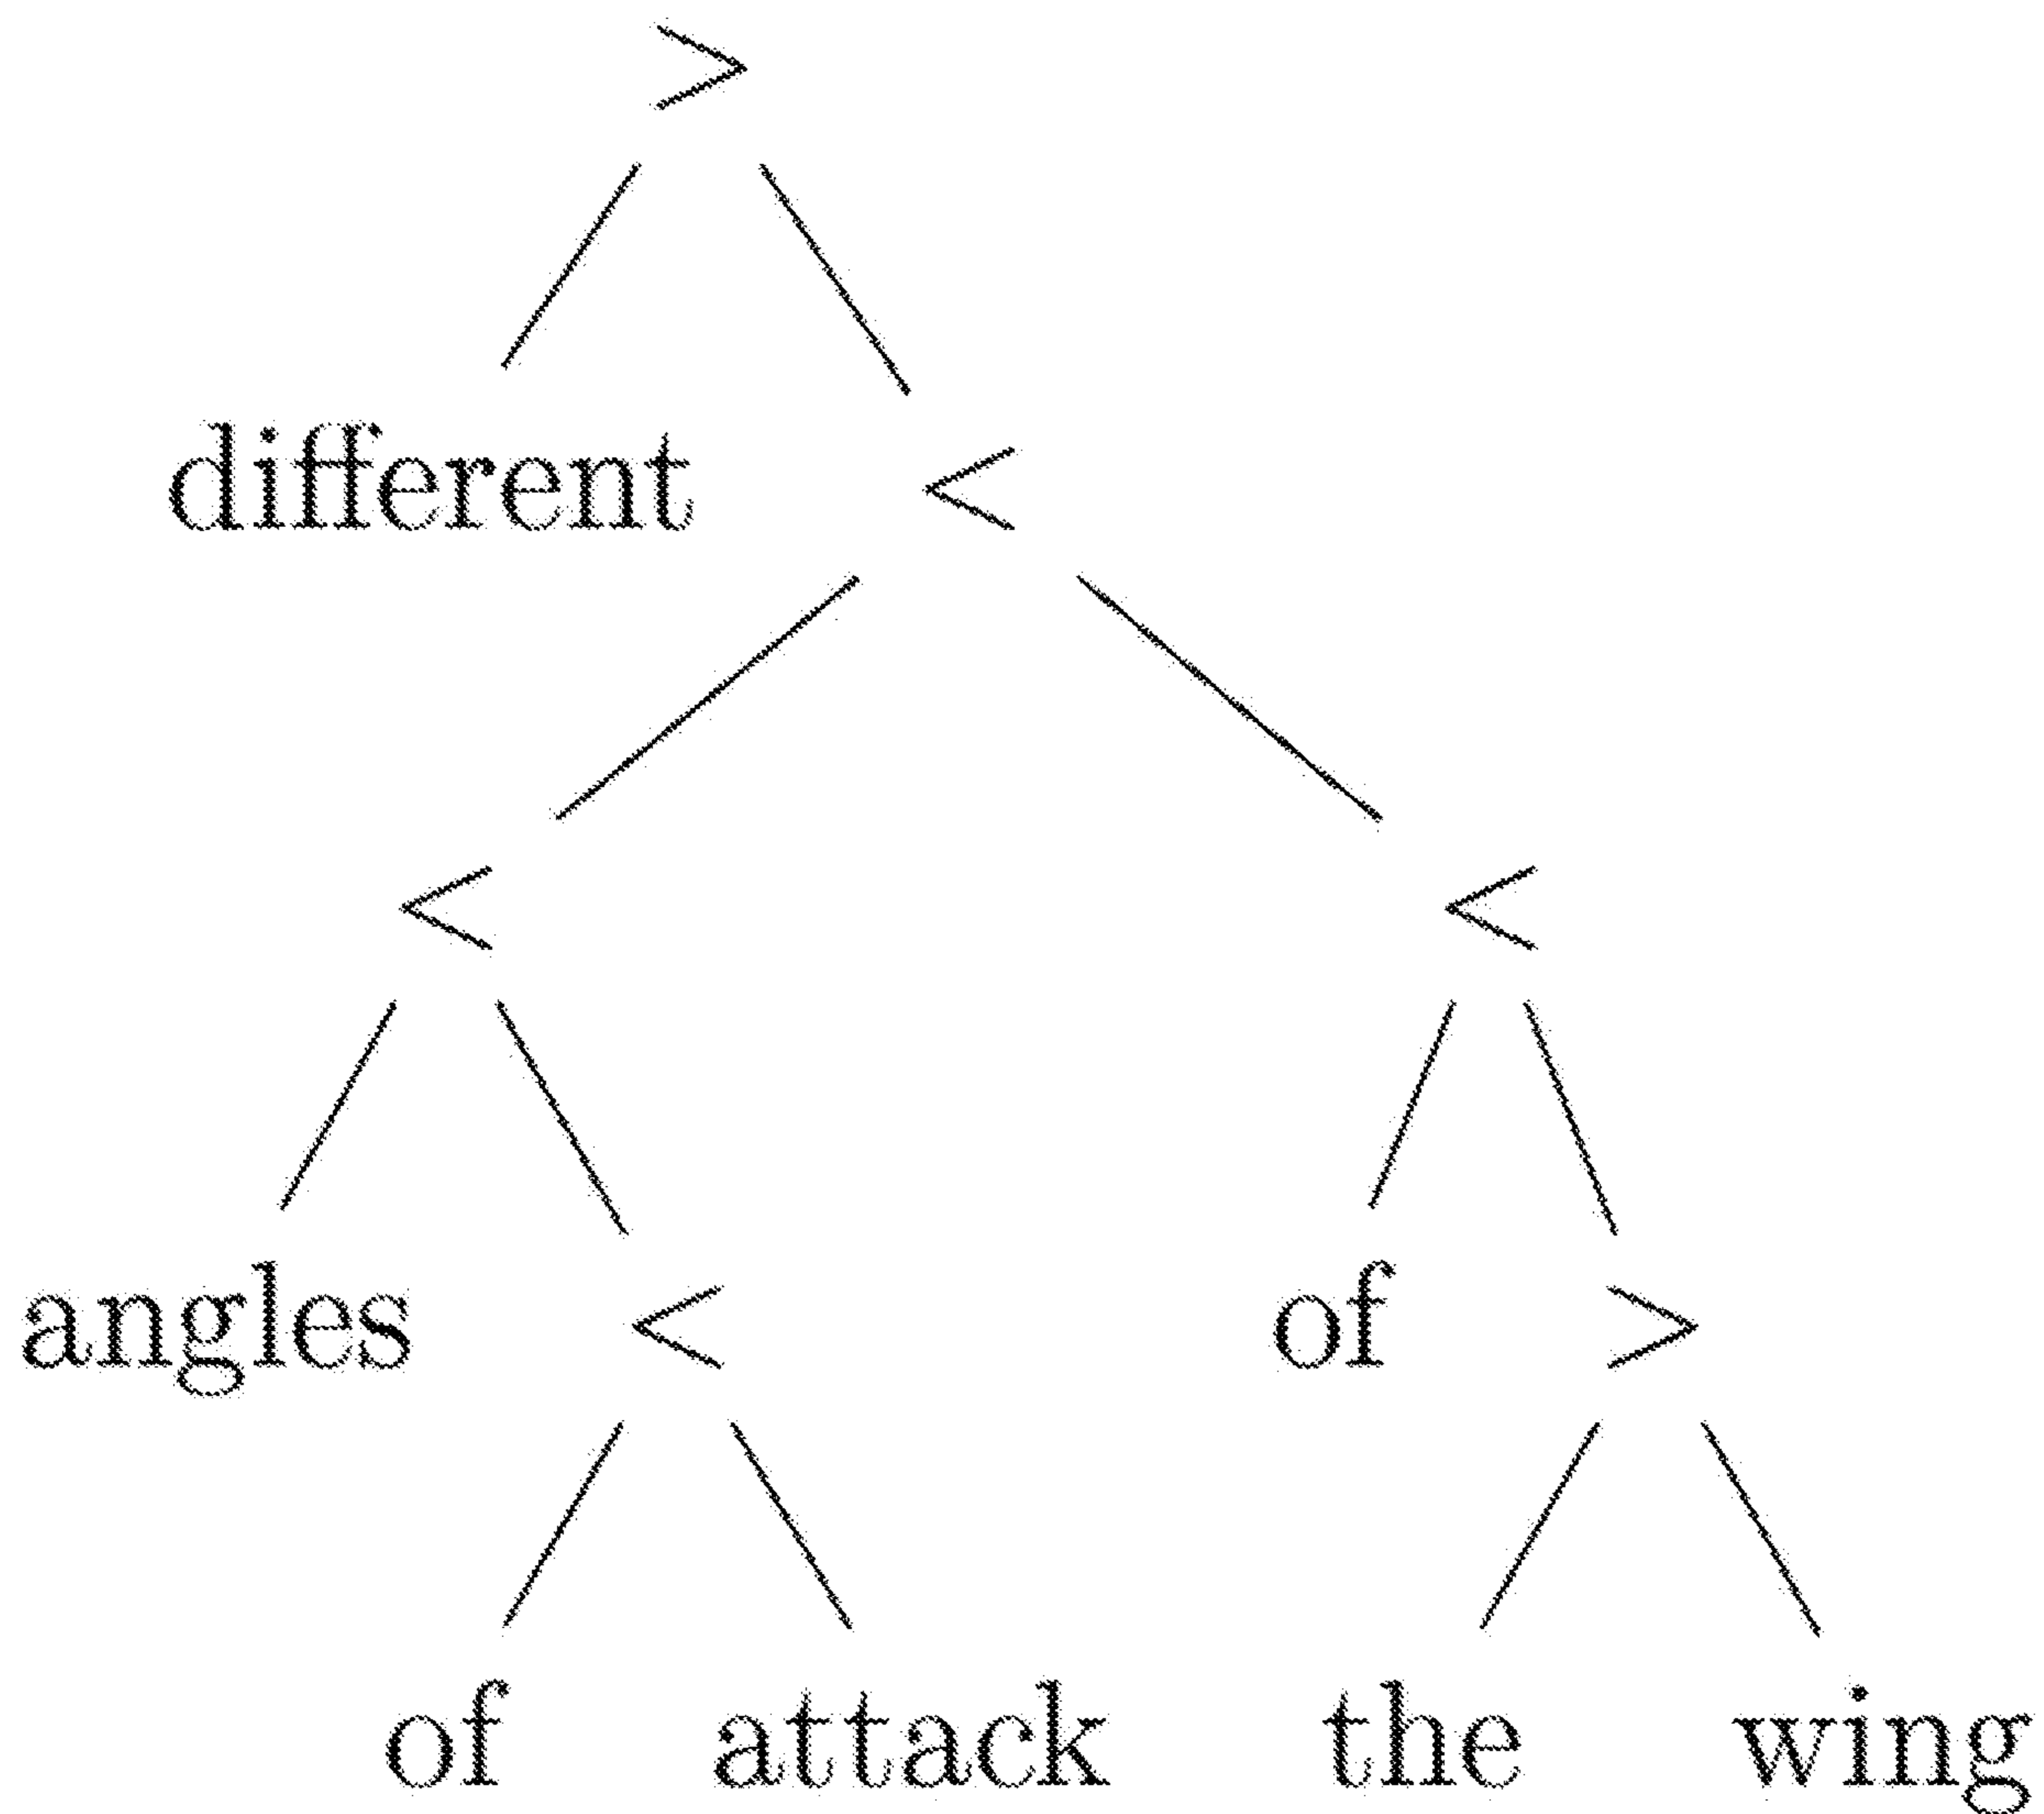 >
different <
< <
angles < of >
of attack the wing